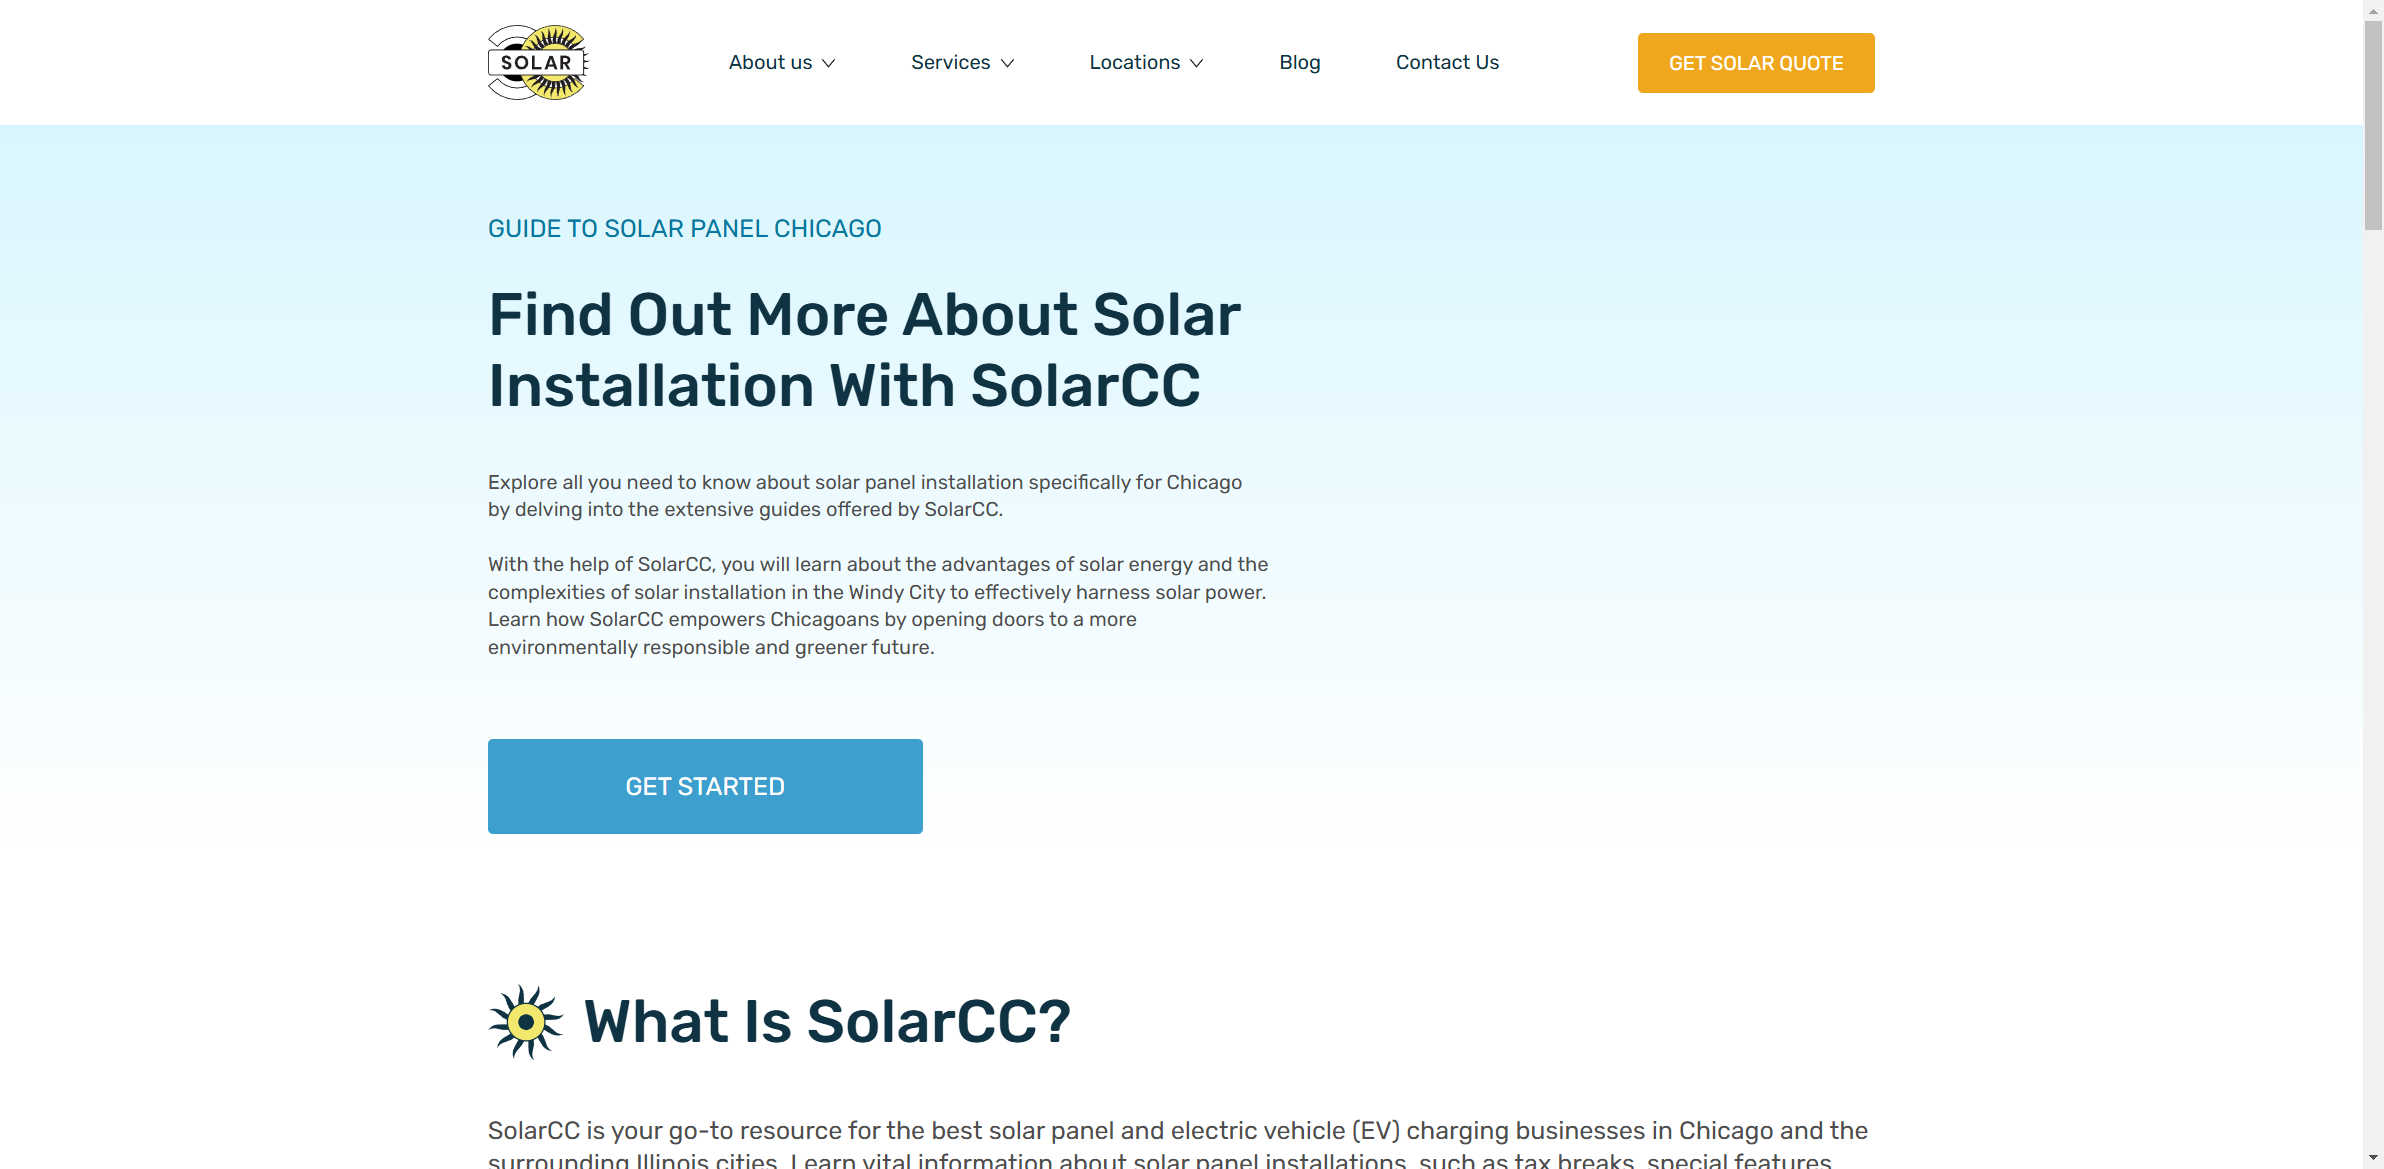 SOLAR
About us
Services
Locations
Blog
Contact Us
GET SOLAR QUOTE
GUIDE TO SOLAR PANEL CHICAGO
Find Out More About Solar
Installation With SolarCC
Explore all you need to know about solar panel installation specifically for Chicago
by delving into the extensive guides offered by SolarCC.
With the help of SolarCC, you will learn about the advantages of solar energy and the
complexities of solar installation in the Windy City to effectively harness solar power.
Learn how SolarCC empowers Chicagoans by opening doors to a more
environmentally responsible and greener future.
GET STARTED
What Is SolarCC?
SolarCC is your go-to resource for the best solar panel and electric vehicle (EV) charging businesses in Chicago and the
surrounding Illinois cities. Learn vital information about solar panel installations, such as tax breaks, special features,